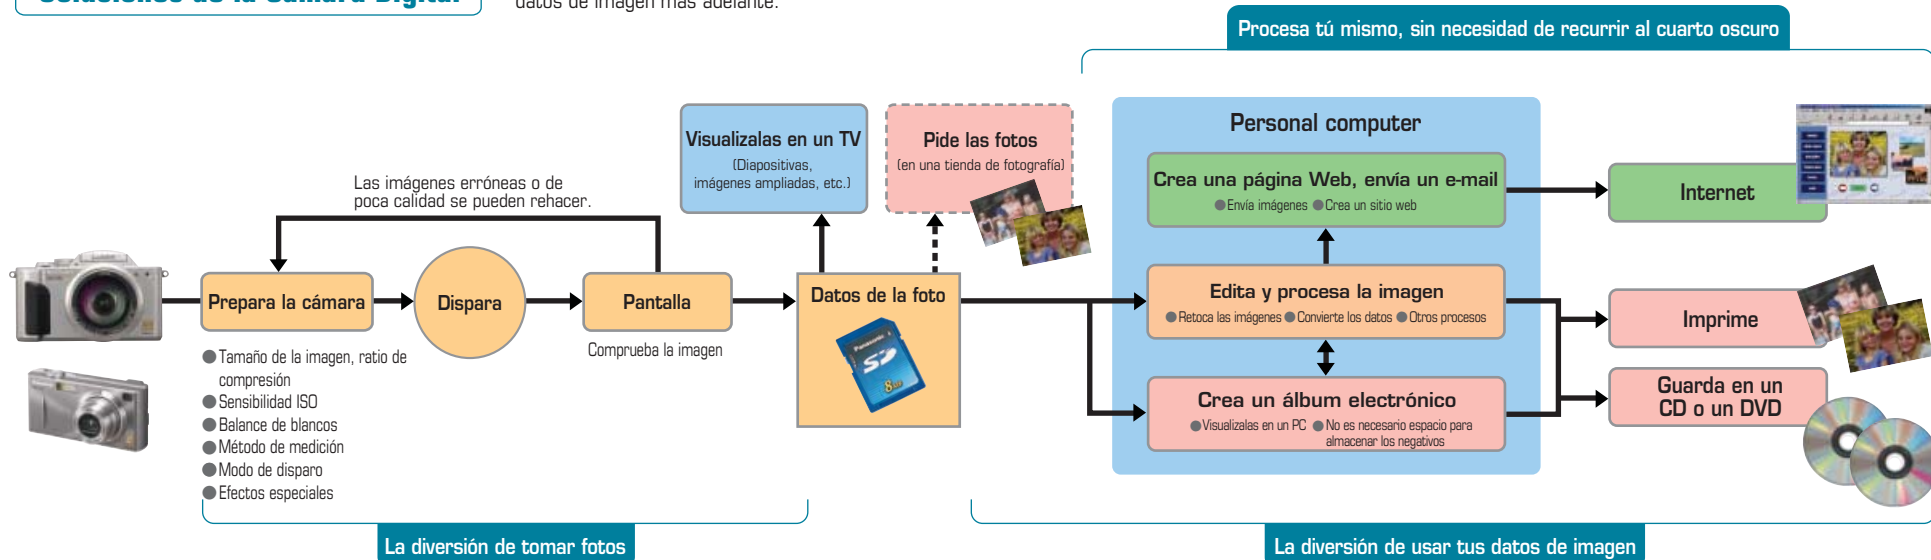 datos de imagen más adelante.
Procesa tú mismo, sin necesidad de recurrir al cuarto oscuro
Las imágenes erróneas o de
poca calidad se pueden rehacer.
Visualizalas en un TV
(Diapositivas,
imágenes ampliadas, etc.)
Pide las fotos
(en una tienda de fotografía)
Prepara la cámara
Dispara
Pantalla
Comprueba la imagen
Datos de la foto
Panasonic
SD
8
● Tamaño de la imagen, ratio de
compresión
● Sensibilidad ISO
● Balance de blancos
● Método de medición
● Modo de disparo
● Efectos especiales
Personal computer
Crea una página Web, envía un e-mail
● Envía imágenes ● Crea un sitio web
Edita y procesa la imagen
● Retoca las imágenes ● Convierte los datos ● Otros procesos
Crea un álbum electrónico
● Visualizalas en un PC ● No es necesario espacio para
almacenar los negativos
Internet
Imprime
Guarda en un
CD o un DVD
La diversión de tomar fotos
La diversión de usar tus datos de imagen